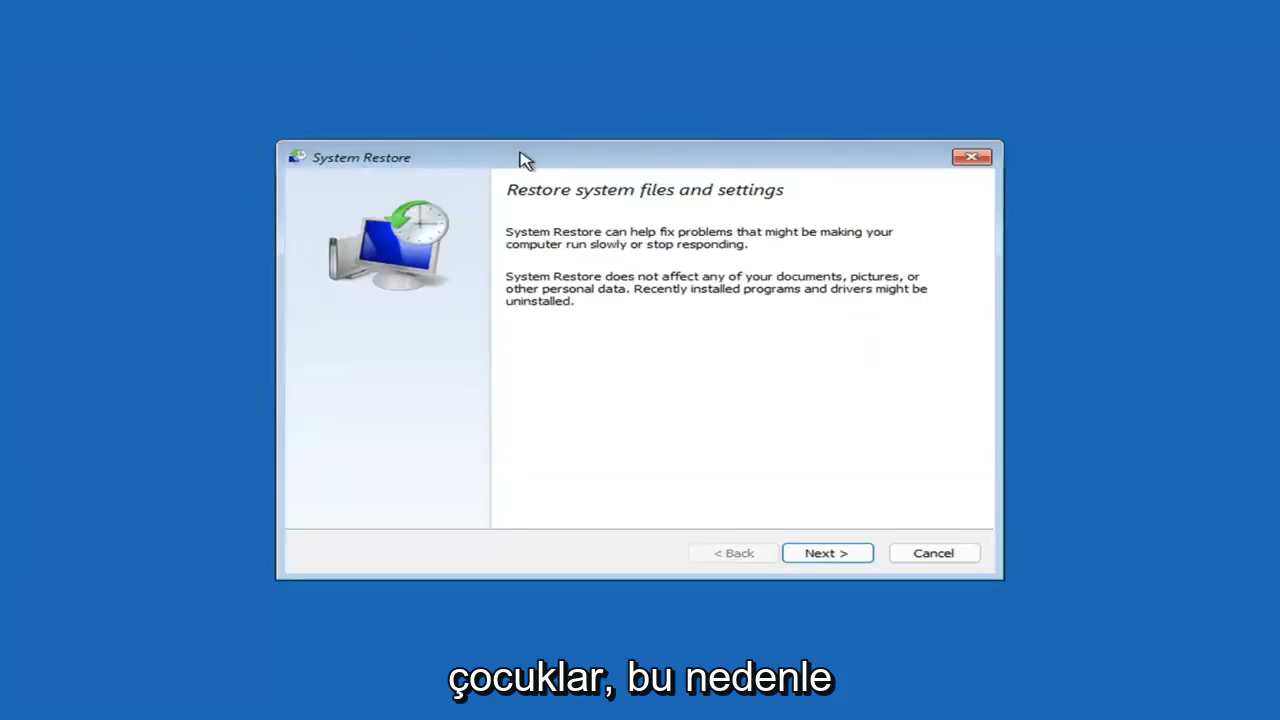 System Restore
Restore system files and settings
System Restore can help fix problems that might be making your
computer run slowly or stop responding.
System Restore does not affect any of your documents, pictures, or
other personal data. Recently installed programs and drivers might be
uninstalled.
< Back Next > Cancel
çocuklar, bu nedenle